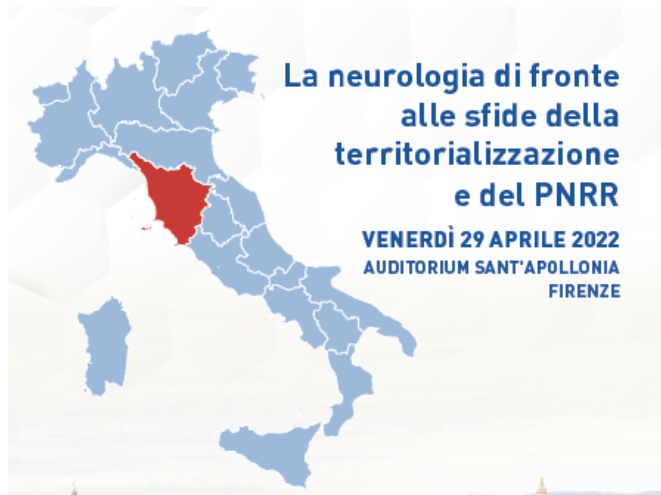 La neurologia di fronte
alle sfide della
territorializzazione
e del PNRR
VENERDÌ 29 APRILE 2022
AUDITORIUM SANT'APOLLONIA
FIRENZE